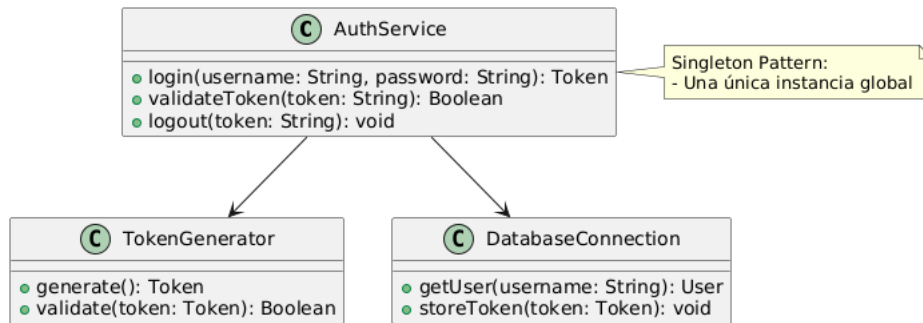 C AuthService
login(username: String, password: String): Token
validateToken(token: String): Boolean
logout(token: String): void
Singleton Pattern:
- Una única instancia global
C TokenGenerator
generate(): Token
validate(token: Token): Boolean
C DatabaseConnection
getUser(username: String): User
storeToken(token: Token): void